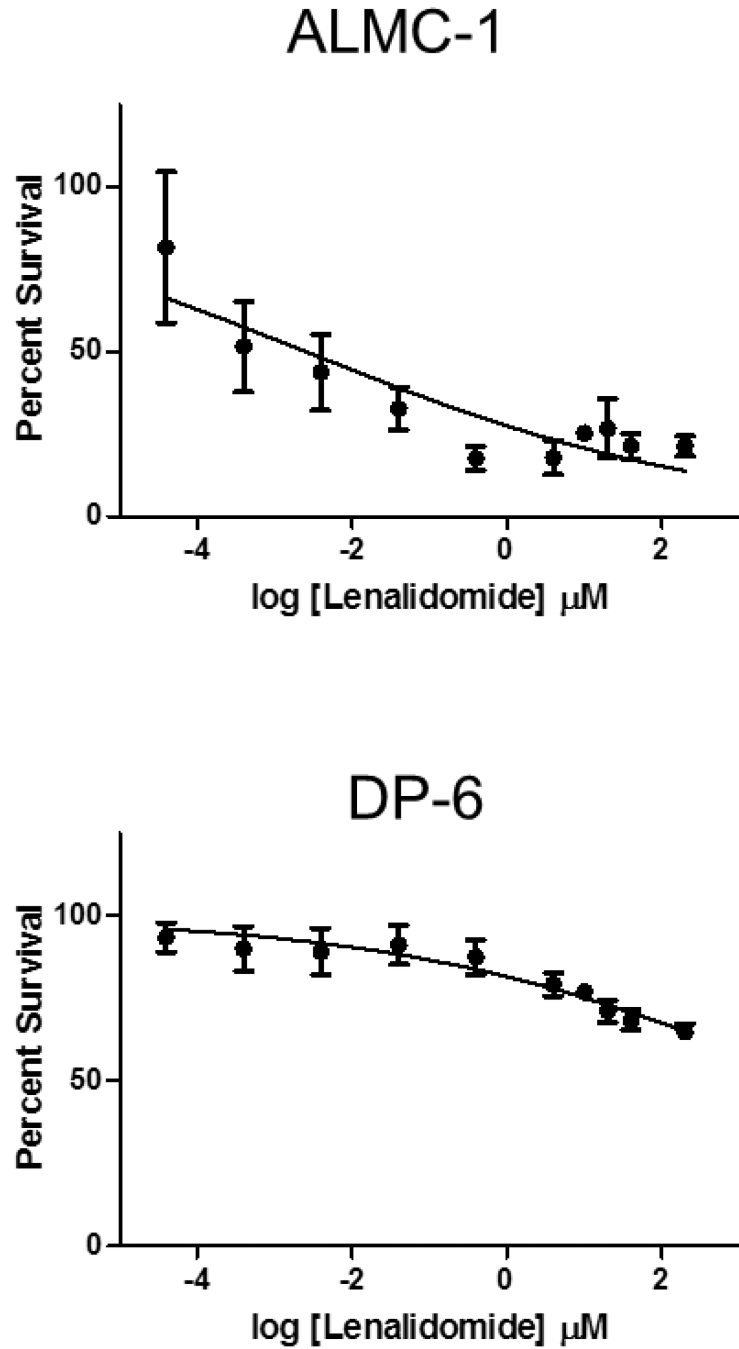 ALMC-1
Percent Survival
100
50
0
-4 -2 0 2
log [Lenalidomide] μM
DP-6
Percent Survival
100
50
0
-4 -2 0 2
log [Lenalidomide] μM